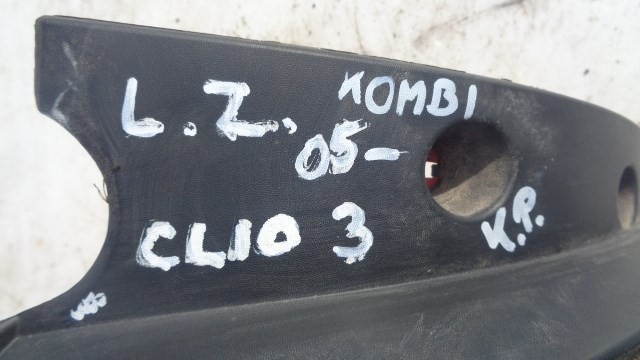 L.Z. KOMBI
05-
CLIO 3 K.P.